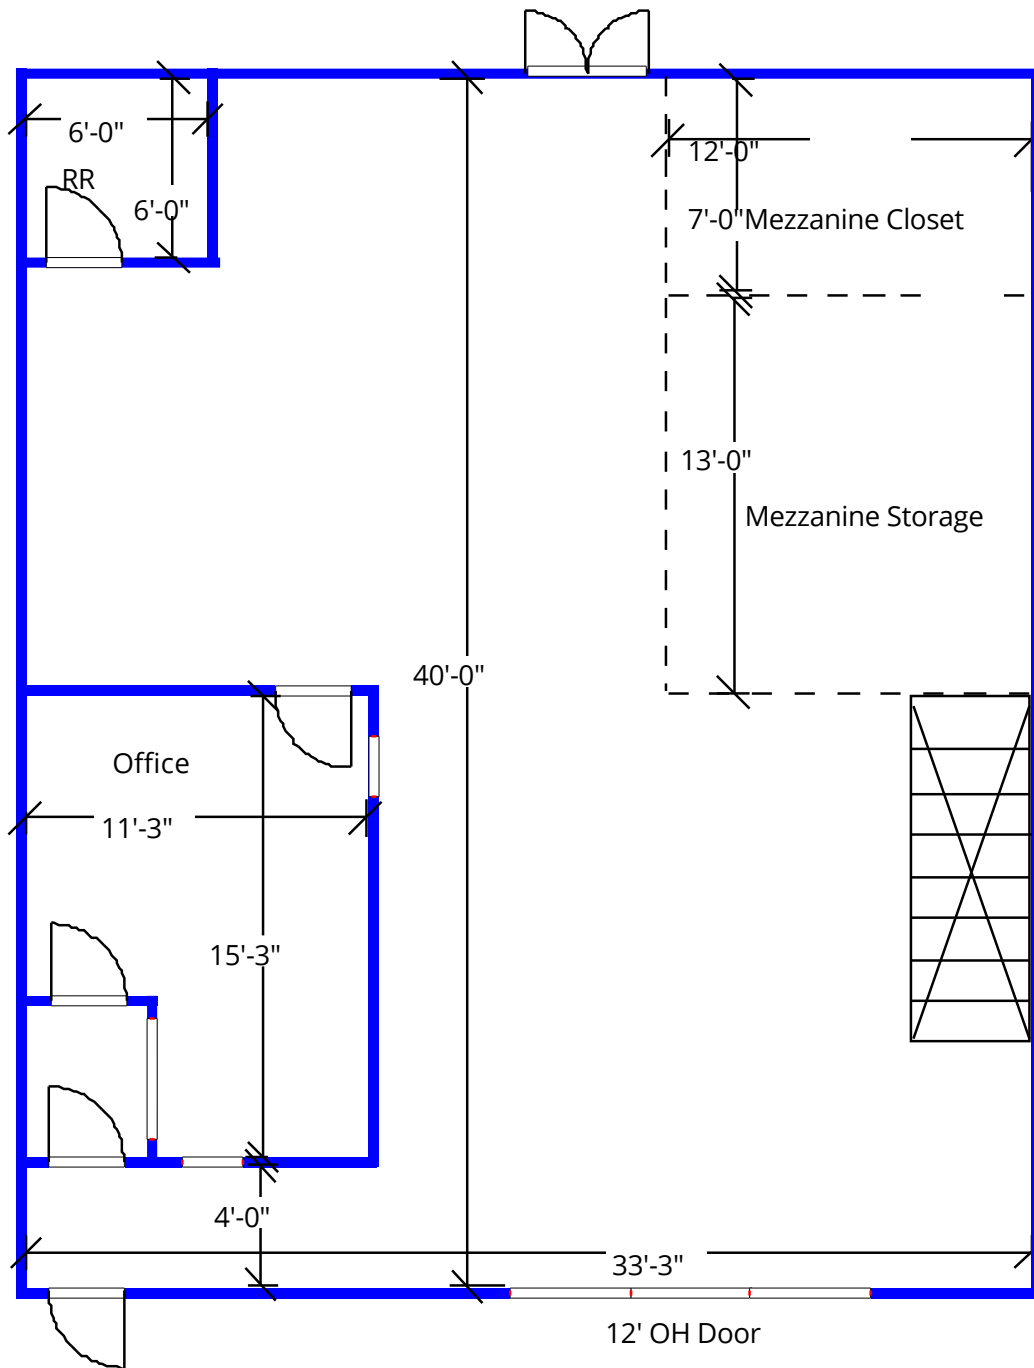 6'-0"
12'-0"
RR
6'-0"
7'-0"
Mezzanine Closet
13'-0"
Mezzanine Storage
40'-0"
Office
11'-3"
15'-3"
4'-0"
33'-3"
12' OH Door